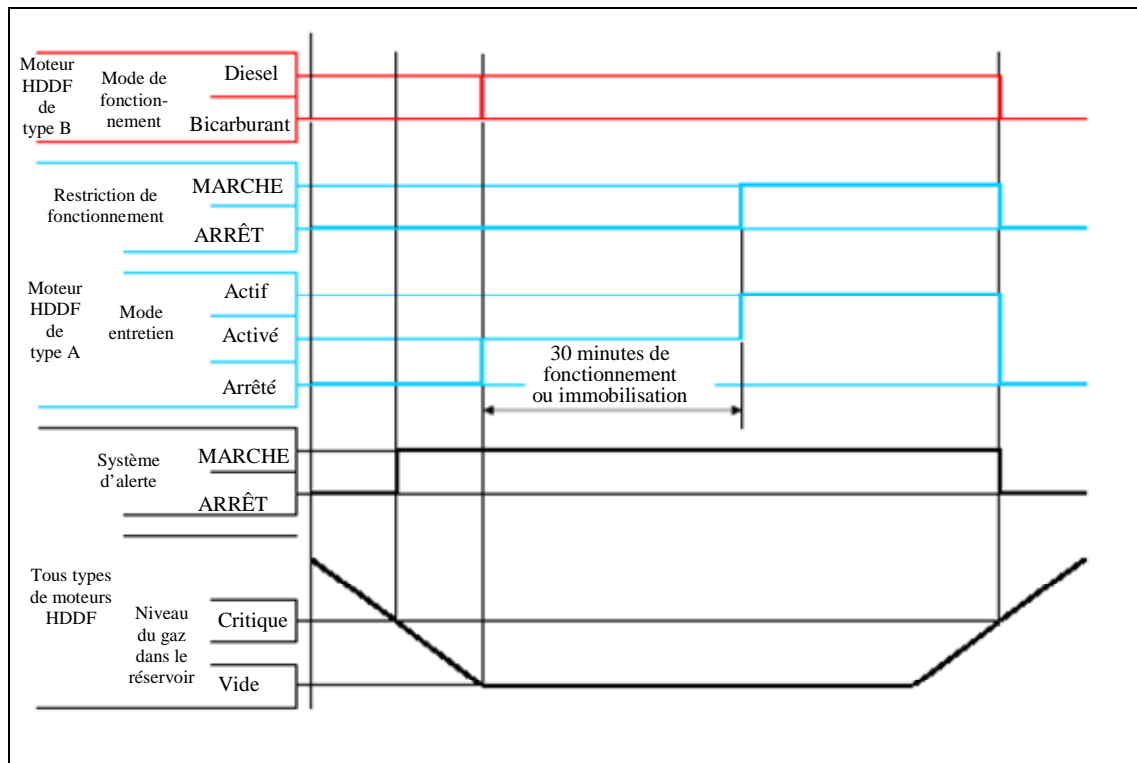 Moteur
HDDF
de
type B
Mode de
fonction-
nement
Diesel
Bicarburant
Restriction de
fonctionnement
MARCHE
ARRÊT
Moteur
HDDF
de
type A
Mode
entretien
Actif
Activé
Arrêté
30 minutes de
fonctionnement
ou immobilisation
Système
d'alerte
MARCHE
ARRÊT
Tous types
de moteurs
HDDF
Niveau
du gaz
dans le
réservoir
Critique
Vide